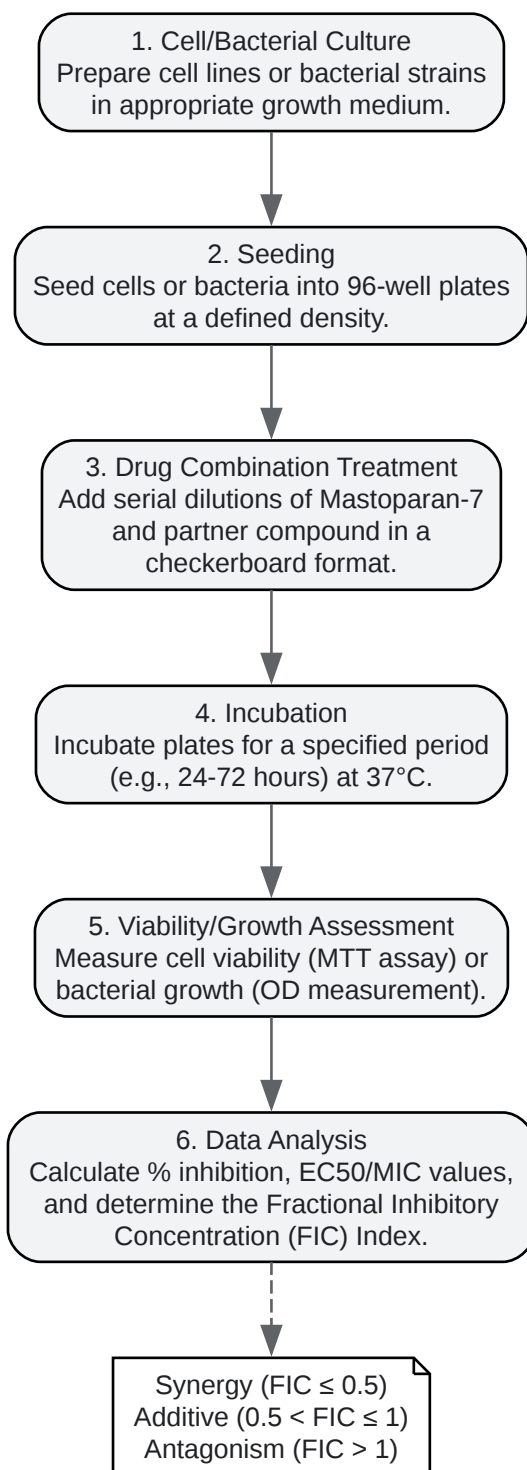 1. Cell/Bacterial Culture
Prepare cell lines or bacterial strains
in appropriate growth medium.
2. Seeding
Seed cells or bacteria into 96-well plates
at a defined density.
3. Drug Combination Treatment
Add serial dilutions of Mastoparan-7
and partner compound in a
checkerboard format.
4. Incubation
Incubate plates for a specified period
(e.g., 24-72 hours) at 37°C.
5. Viability/Growth Assessment
Measure cell viability (MTT assay) or
bacterial growth (OD measurement).
6. Data Analysis
Calculate % inhibition, EC50/MIC values,
and determine the Fractional Inhibitory
Concentration (FIC) Index.
Synergy (FIC ≤ 0.5)
Additive (0.5 < FIC ≤ 1)
Antagonism (FIC > 1)